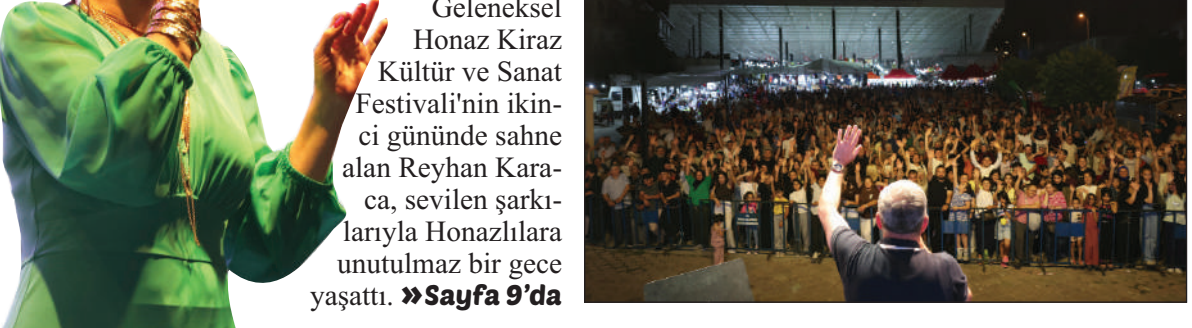 Geleneksel
Honaz Kiraz
Kültür ve Sanat
Festivali'nin ikin-
ci gününde sahne
alan Reyhan Kara-
ca, sevilen şarkı-
larıyla Honazlılara
unutulmaz bir gece
yaşattı. »Sayfa 9'da